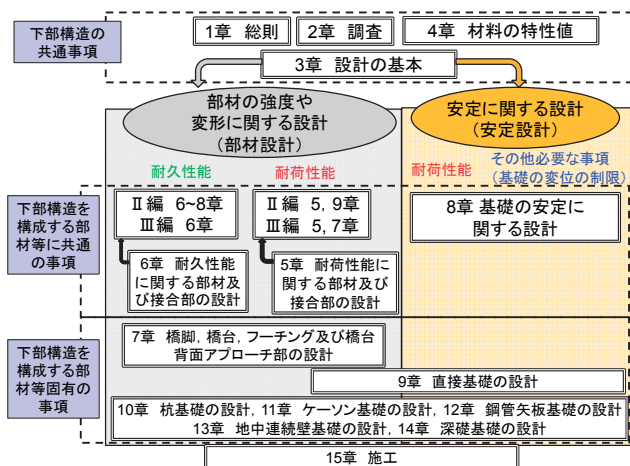 下部構造の
共通事項
1章 総則
2章 調査
4章 材料の特性値
3章 設計の基本
部材の強度や
変形に関する設計
(部材設計)
安定に関する設計
(安定設計)
耐久性能
耐荷性能
耐荷性能
その他必要な事項
(基礎の変位の制限)
下部構造を
構成する部
材等に共通
の事項
Ⅱ編 6~8章
Ⅲ編 6章
Ⅱ編 5, 9章
Ⅲ編 5, 7章
8章 基礎の安定に
関する設計
6章 耐久性能
に関する部材
及び接合部の設計
5章 耐荷性能に
関する部材及び
接合部の設計
下部構造を
構成する部
材等固有の
事項
7章 橋脚, 橋台, フーチング及び橋台
背面アプローチ部の設計
9章 直接基礎の設計
10章 杭基礎の設計, 11章 ケーソン基礎の設計, 12章 鋼管矢板基礎の設計
13章 地中連続壁基礎の設計, 14章 深礎基礎の設計
15章 施工